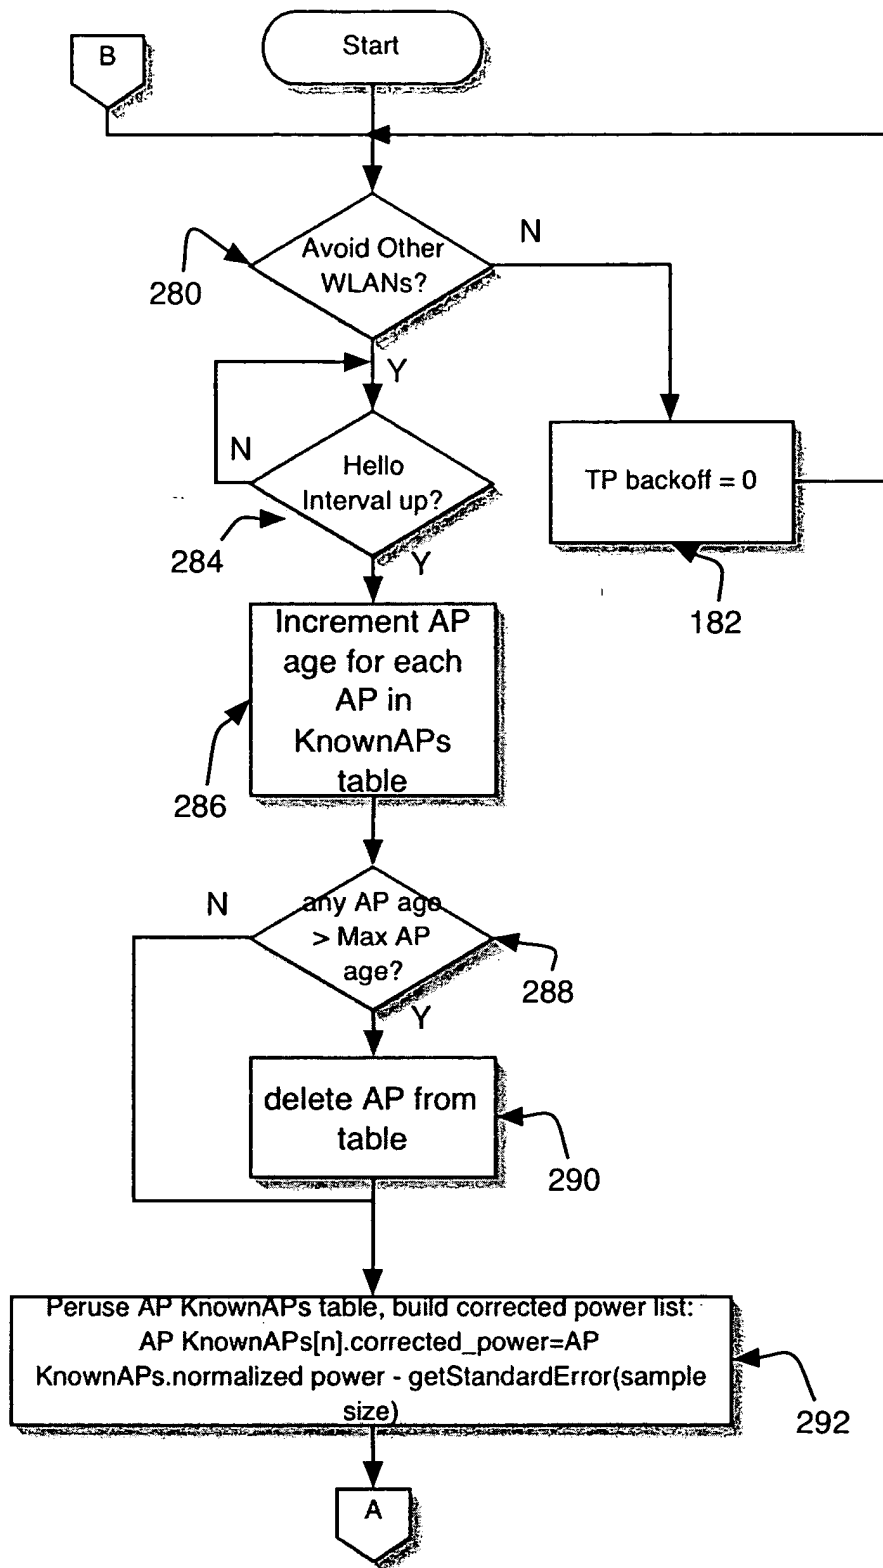 B
Start
Avoid Other
WLANs?
N
280
Y
N
Hello
Interval up?
TP backoff = 0
284
Y
182
Increment AP
age for each
AP in
KnownAPs
table
286
N
any AP age
> Max AP
age?
288
Y
delete AP from
table
290
Peruse AP KnownAPs table, build corrected power list:
AP KnownAPs[n].corrected_power=AP
KnownAPs.normalized power - getStandardError(sample
size)
292
A